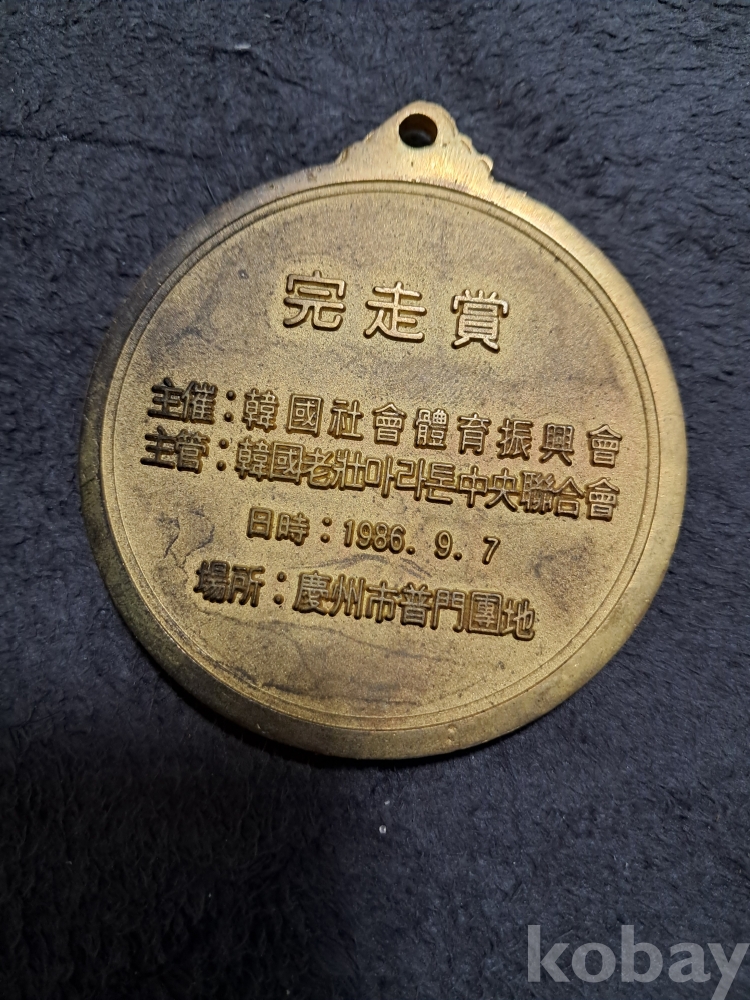 完走賞
主催：韓國社會體育振興會
主管：韓國老壯마라톤中央聯合會
日時：1986. 9. 7
場所：慶州市普門團地
kobay